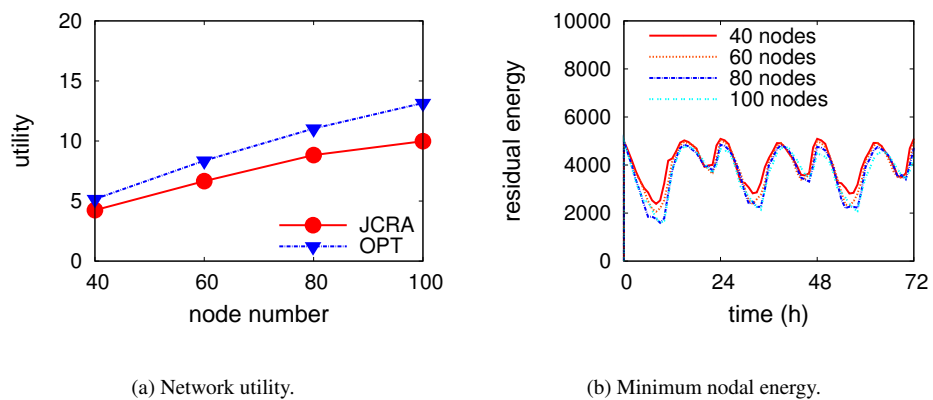 20
15
10
5
0
utility
40
60
80
100
node number
JCRA
OPT
(a) Network utility.
10000
8000
6000
4000
2000
0
residual energy
0
24
48
72
time (h)
40 nodes
60 nodes
80 nodes
100 nodes
(b) Minimum nodal energy.